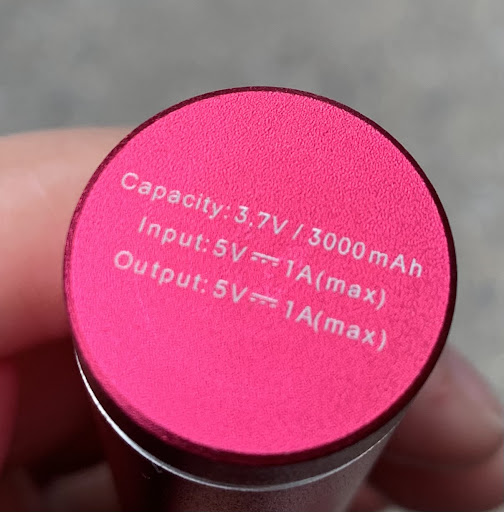 Capacity: 3.7V / 3000mAh
Input: 5V⎓1A(max)
Output: 5V⎓1A(max)